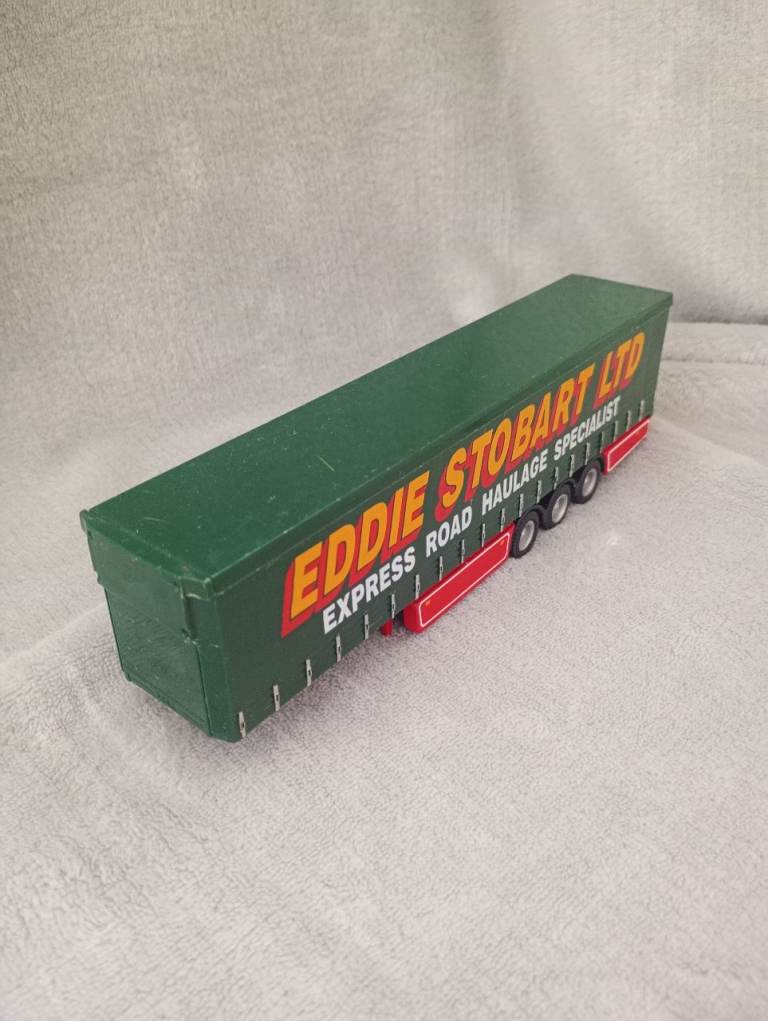 EDDIE STOBART LTD
EXPRESS ROAD HAULAGE SPECIALIST